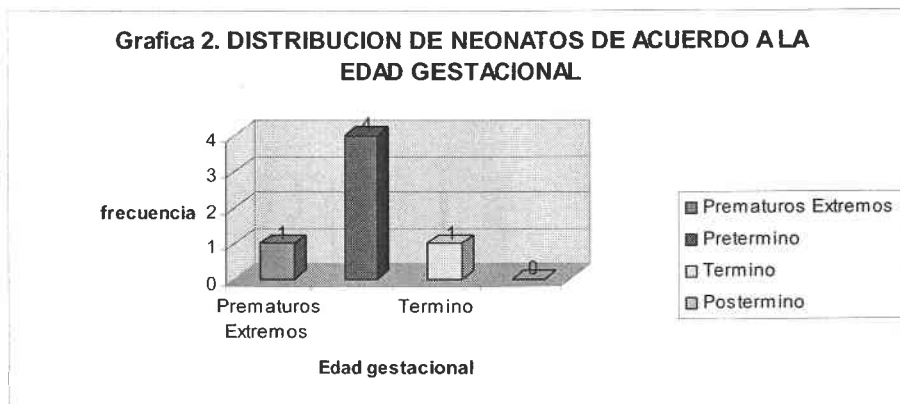 Grafica 2. DISTRIBUCION DE NEONATOS DE ACUERDO A LA
EDAD GESTACIONAL
4
3
2
1
0
frecuencia
1
4
1
0
Prematuros
Extremos
Termino
Edad gestacional
Prematuros Extremos
Pretermino
Termino
Postermino